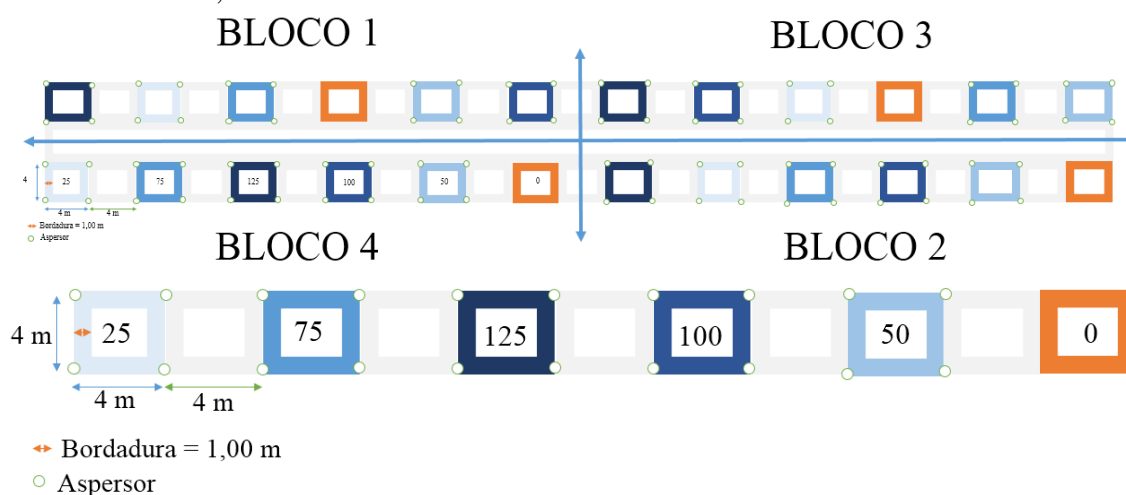 BLOCO 1
BLOCO 3
4
25
75
125
100
50
0
4 m
4 m
Bordadura = 1,00 m
Aspersor
BLOCO 4
BLOCO 2
4 m
25
75
125
100
50
0
4 m
4 m
Bordadura = 1,00 m
Aspersor